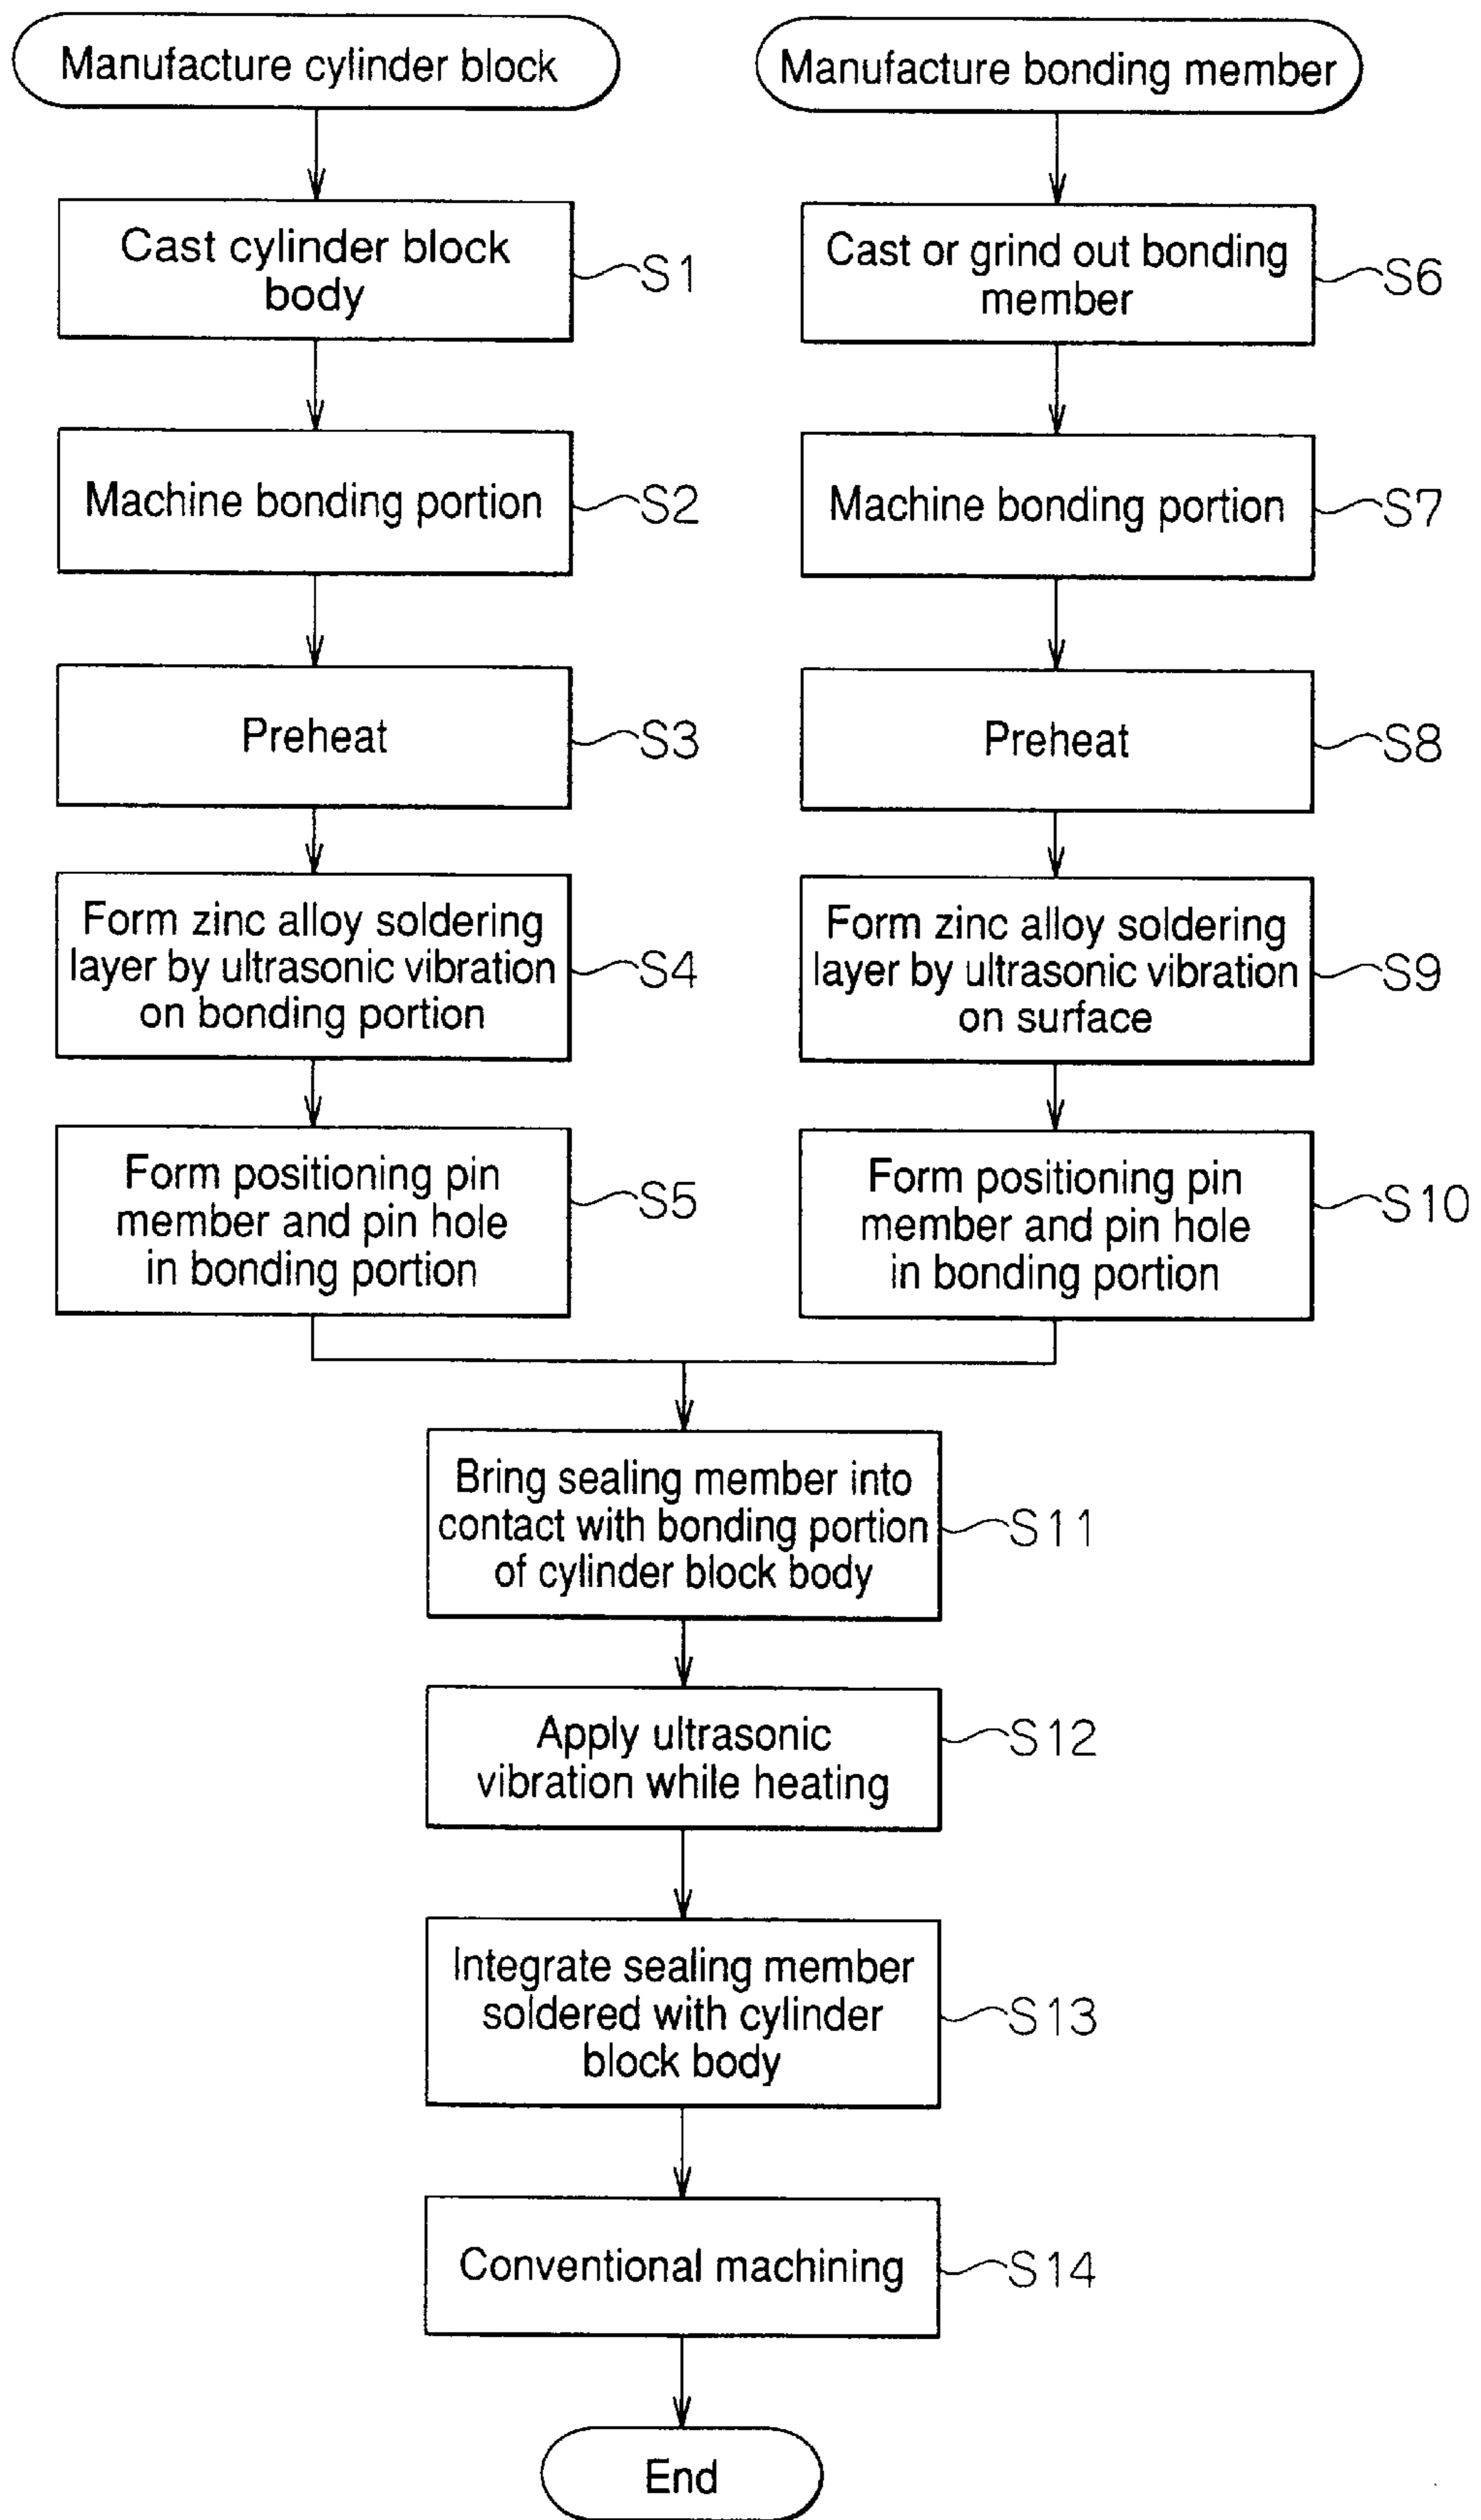 Manufacture cylinder block
Cast cylinder block
body
S1
Machine bonding portion
S2
Preheat
S3
Form zinc alloy soldering
layer by ultrasonic vibration
on bonding portion
S4
Form positioning pin
member and pin hole
in bonding portion
S5
Manufacture bonding member
Cast or grind out bonding
member
S6
Machine bonding portion
S7
Preheat
S8
Form zinc alloy soldering
layer by ultrasonic vibration
on surface
S9
Form positioning pin
member and pin hole
in bonding portion
S10
Bring sealing member into
contact with bonding portion
of cylinder block body
S11
Apply ultrasonic
vibration while heating
S12
Integrate sealing member
soldered with cylinder
block body
S13
Conventional machining
S14
End